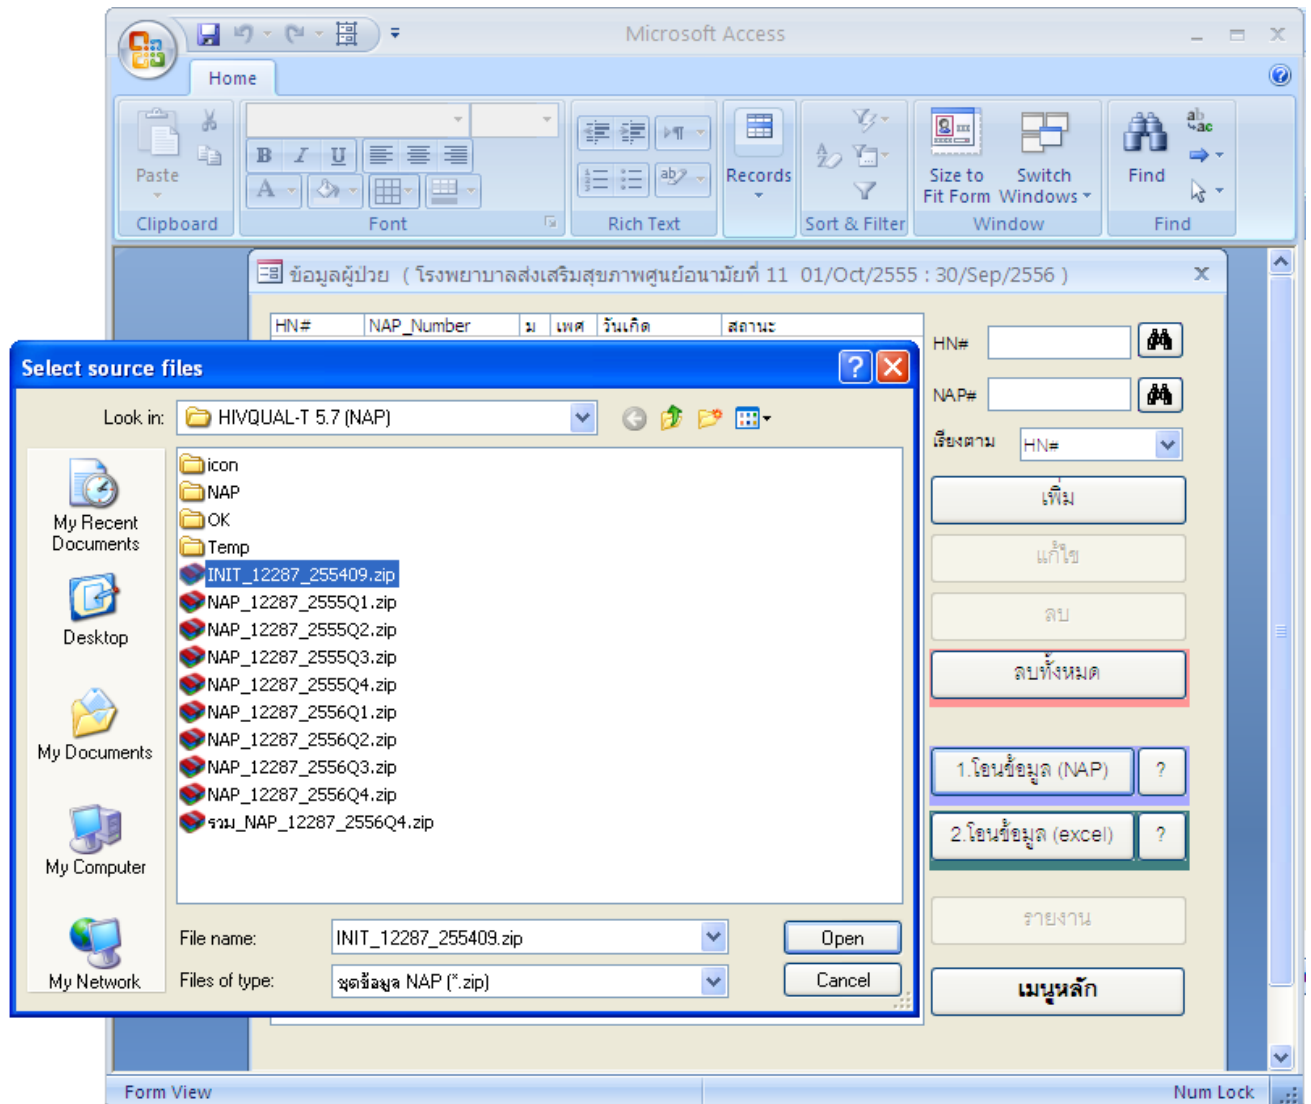 Microsoft Access
Home
Paste
Clipboard
B I U
A
Font
ab
Rich Text
Records
A Z
Sort & Filter
Size to Fit Form
Switch Windows
Window
ab ac
Find
Find
ข้อมูลผู้ป่วย ( โรงพยาบาลส่งเสริมสุขภาพศูนย์อนามัยที่ 11 01/Oct/2555 : 30/Sep/2556 )
HN# NAP_Number ม เพศ วันเกิด สถานะ
HN#
NAP#
เรียงตาม HN#
เพิ่ม
แก้ไข
ลบ
ลบทั้งหมด
1.โอนข้อมูล (NAP) ?
2.โอนข้อมูล (excel) ?
รายงาน
เมนูหลัก
Select source files
Look in: HIVQUAL-T 5.7 (NAP)
My Recent Documents
Desktop
My Documents
My Computer
My Network
icon
NAP
OK
Temp
INIT_12287_255409.zip
NAP_12287_2555Q1.zip
NAP_12287_2555Q2.zip
NAP_12287_2555Q3.zip
NAP_12287_2555Q4.zip
NAP_12287_2556Q1.zip
NAP_12287_2556Q2.zip
NAP_12287_2556Q3.zip
NAP_12287_2556Q4.zip
รวม_NAP_12287_2556Q4.zip
File name: INIT_12287_255409.zip Open
Files of type: ชุดข้อมูล NAP (*.zip) Cancel
Form View Num Lock